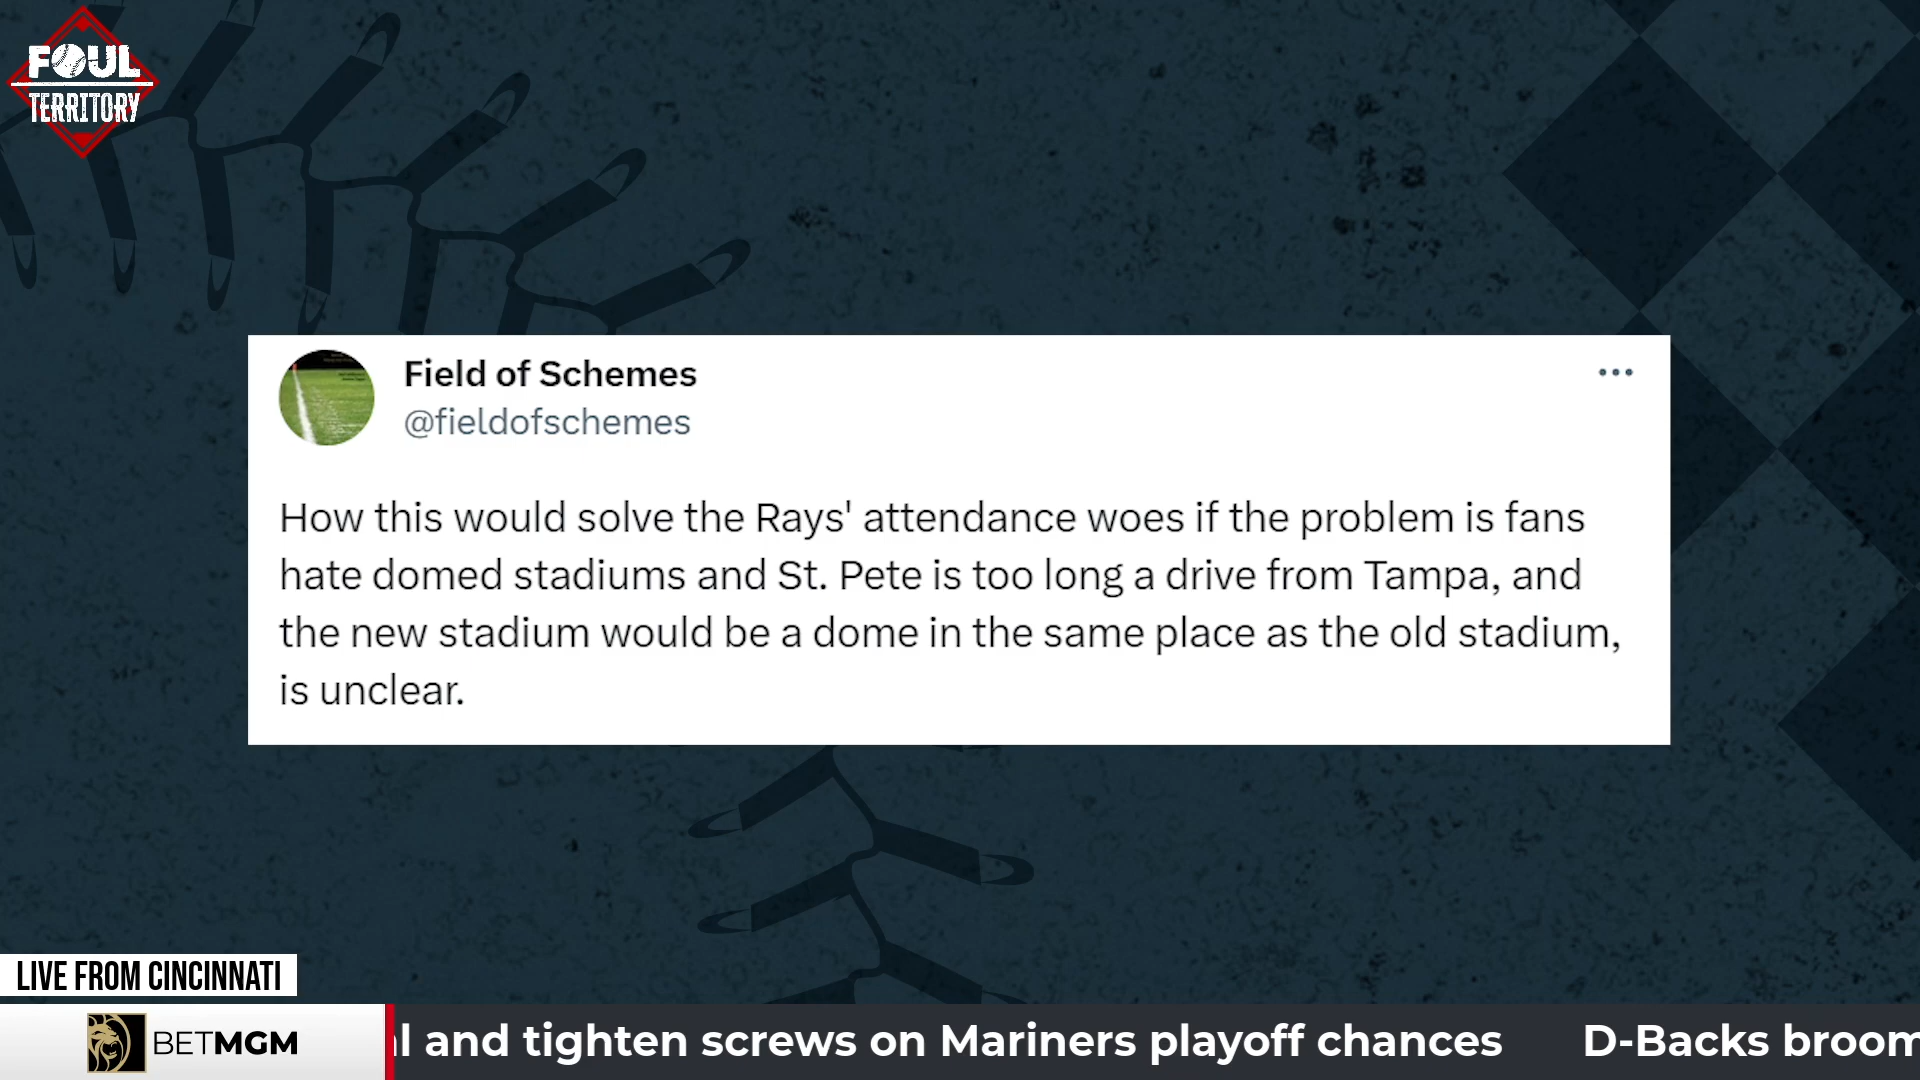 FOUL
TERRITORY
Field of Schemes
@fieldofschemes
How this would solve the Rays' attendance woes if the problem is fans
hate domed stadiums and St. Pete is too long a drive from Tampa, and
the new stadium would be a dome in the same place as the old stadium,
is unclear.
LIVE FROM CINCINNATI
BETMGM
and tighten screws on Mariners playoff chances D-Backs broom